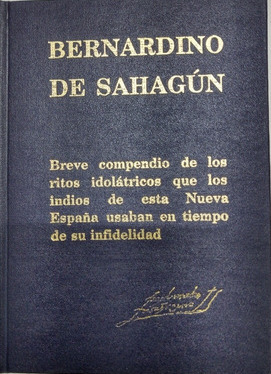 BERNARDINO
DE SAHAGÚN
Breve compendio de los
ritos idolátricos que los
indios de esta Nueva
España usaban en tiempo
de su infidelidad